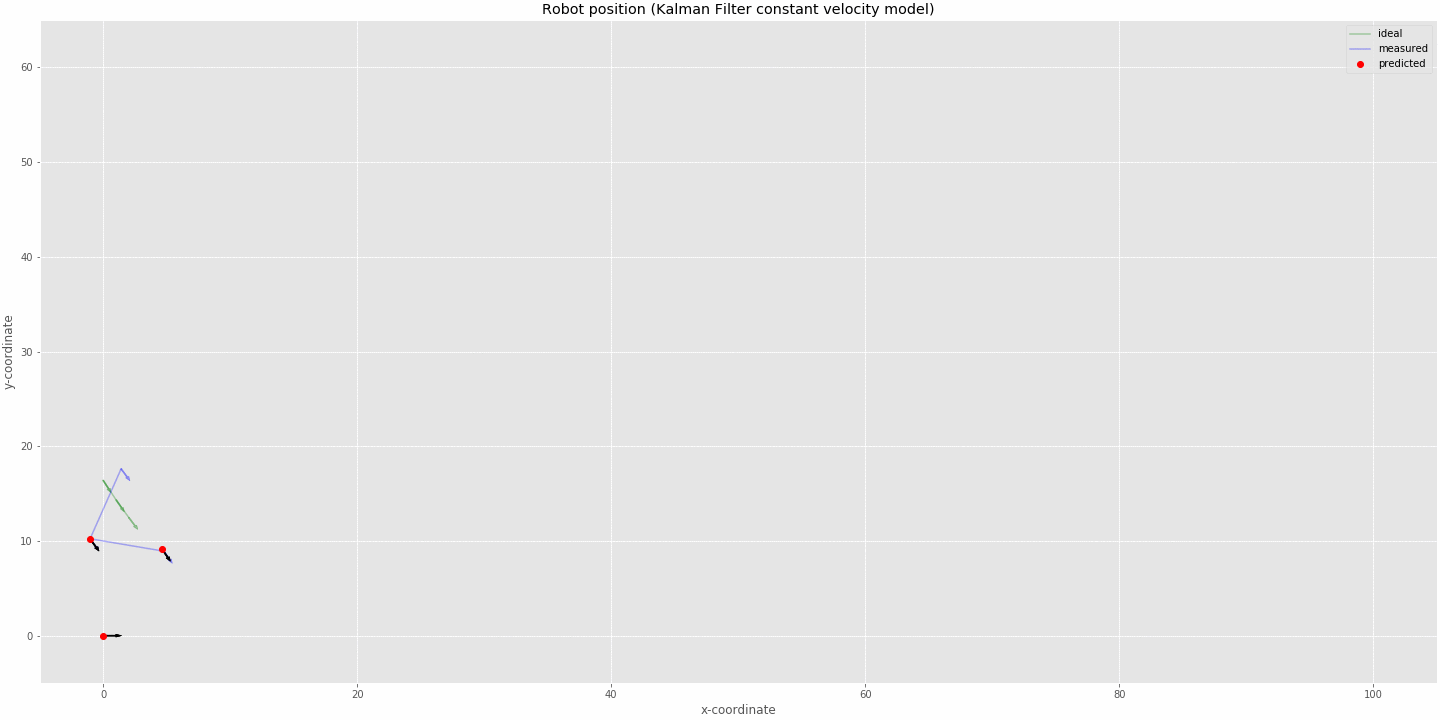 Robot position (Kalman Filter constant velocity model)
ideal
measured
predicted
60
50
40
30
20
10
0
y-coordinate
0 20 40 60 80 100
x-coordinate